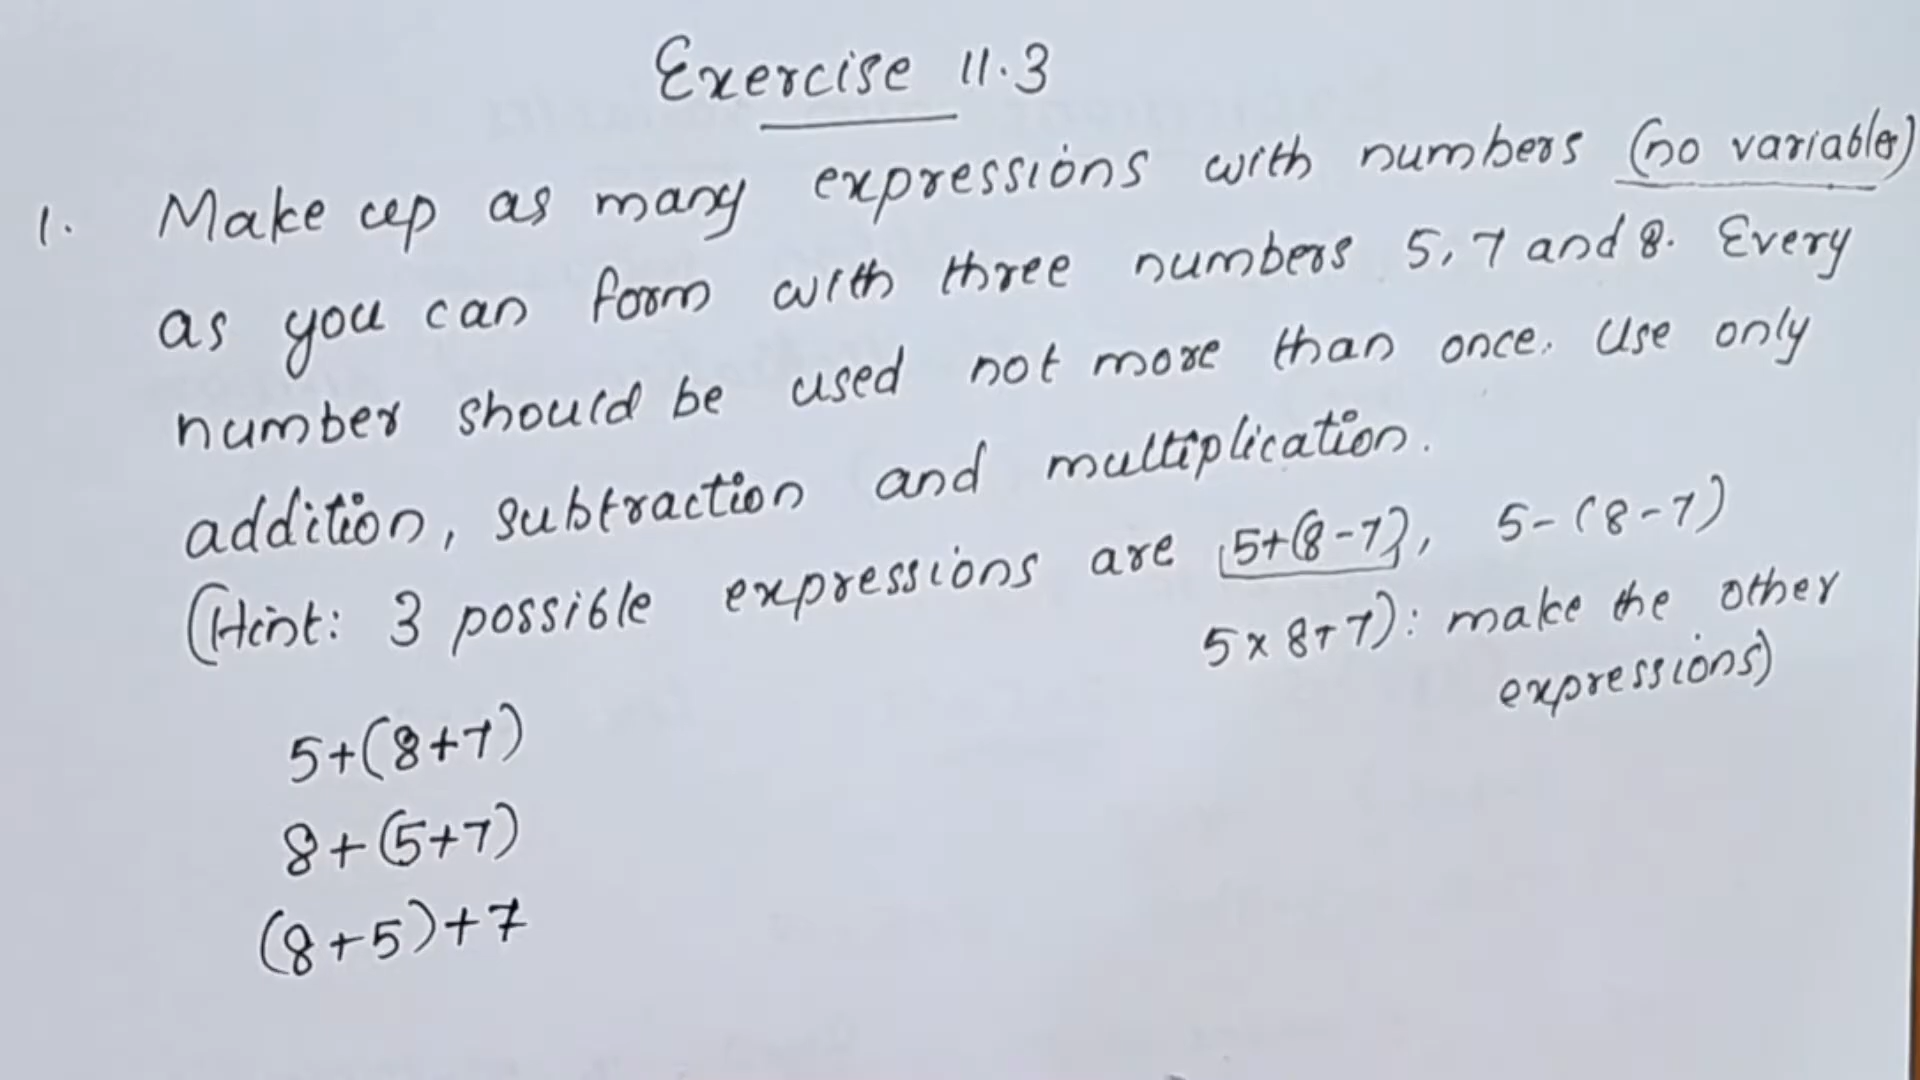 Exercise 11.3
1. Make up as many expressions with numbers (no variables)
as you can form with three numbers 5, 7 and 8. Every
number should be used not more than once. Use only
addition, subtraction and multiplication.
(Hint: 3 possible expressions are 5+(8-7), 5-(8-7)
5×8+7): make the other
expressions)
5+(8+7)
8+(5+7)
(8+5)+7